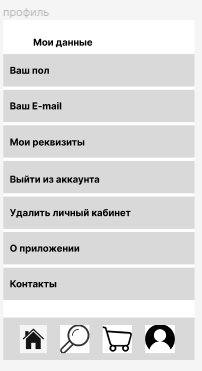 профиль
Мои данные
Ваш пол
Ваш E-mail
Мои реквизиты
Выйти из аккаунта
Удалить личный кабинет
О приложении
Контакты